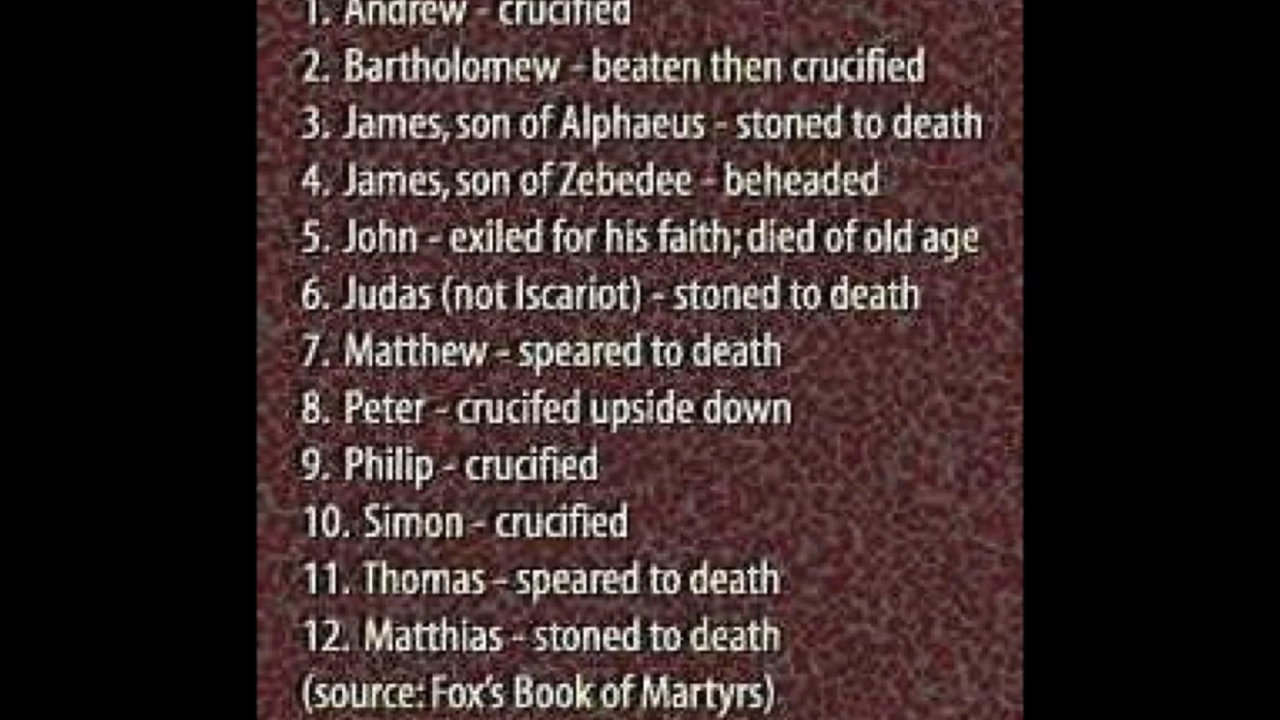 1. Andrew - crucified
2. Bartholomew - beaten then crucified
3. James, son of Alphaeus - stoned to death
4. James, son of Zebedee - beheaded
5. John - exiled for his faith; died of old age
6. Judas (not Iscariot) - stoned to death
7. Matthew - speared to death
8. Peter - crucifed upside down
9. Philip - crucified
10. Simon - crucified
11. Thomas - speared to death
12. Matthias - stoned to death
(source: Fox's Book of Martyrs)